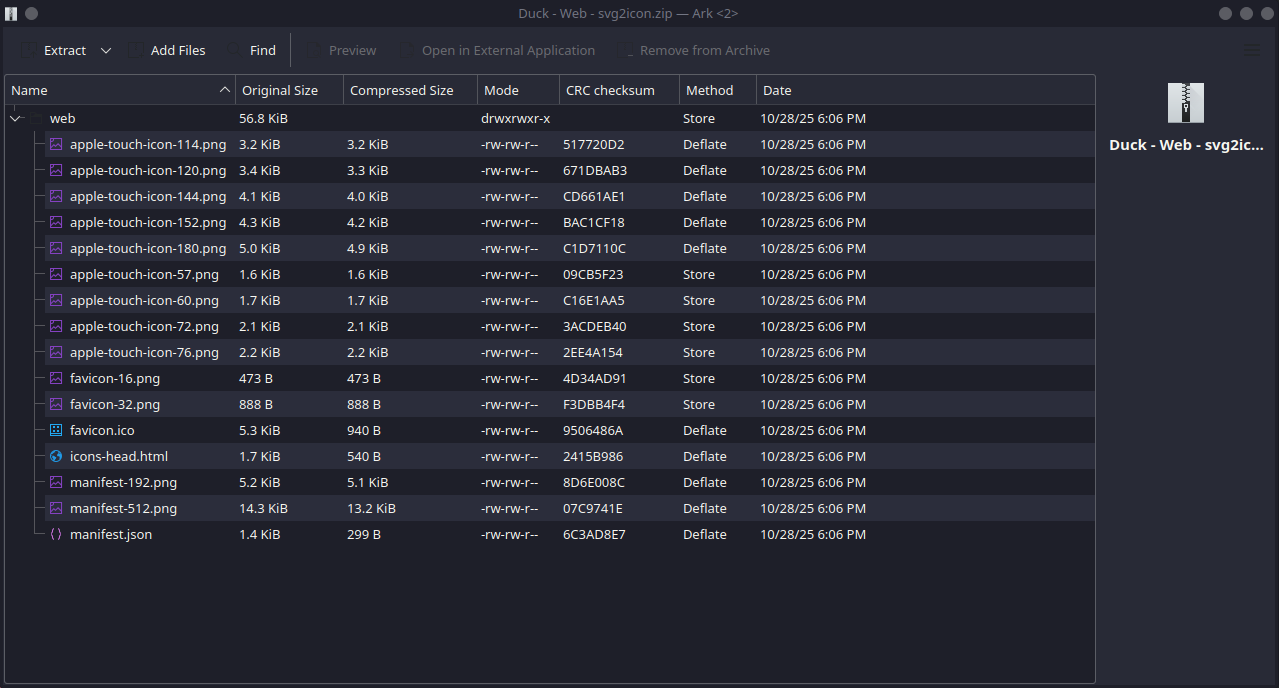 Duck - Web - svg2icon.zip — Ark <2>
Extract Add Files Find Preview Open in External Application Remove from Archive
Name Original Size Compressed Size Mode CRC checksum Method Date
web 56.8 KiB drwxrwxr-x Store 10/28/25 6:06 PM
Duck - Web - svg2ic...
apple-touch-icon-114.png 3.2 KiB 3.2 KiB -rw-rw-r-- 517720D2 Deflate 10/28/25 6:06 PM
apple-touch-icon-120.png 3.4 KiB 3.3 KiB -rw-rw-r-- 671DBAB3 Deflate 10/28/25 6:06 PM
apple-touch-icon-144.png 4.1 KiB 4.0 KiB -rw-rw-r-- CD661AE1 Deflate 10/28/25 6:06 PM
apple-touch-icon-152.png 4.3 KiB 4.2 KiB -rw-rw-r-- BAC1CF18 Deflate 10/28/25 6:06 PM
apple-touch-icon-180.png 5.0 KiB 4.9 KiB -rw-rw-r-- C1D7110C Deflate 10/28/25 6:06 PM
apple-touch-icon-57.png 1.6 KiB 1.6 KiB -rw-rw-r-- 09CB5F23 Store 10/28/25 6:06 PM
apple-touch-icon-60.png 1.7 KiB 1.7 KiB -rw-rw-r-- C16E1AA5 Store 10/28/25 6:06 PM
apple-touch-icon-72.png 2.1 KiB 2.1 KiB -rw-rw-r-- 3ACDEB40 Store 10/28/25 6:06 PM
apple-touch-icon-76.png 2.2 KiB 2.2 KiB -rw-rw-r-- 2EE4A154 Store 10/28/25 6:06 PM
favicon-16.png 473 B 473 B -rw-rw-r-- 4D34AD91 Store 10/28/25 6:06 PM
favicon-32.png 888 B 888 B -rw-rw-r-- F3DBB4F4 Store 10/28/25 6:06 PM
favicon.ico 5.3 KiB 940 B -rw-rw-r-- 9506486A Deflate 10/28/25 6:06 PM
icons-head.html 1.7 KiB 540 B -rw-rw-r-- 2415B986 Deflate 10/28/25 6:06 PM
manifest-192.png 5.2 KiB 5.1 KiB -rw-rw-r-- 8D6E008C Deflate 10/28/25 6:06 PM
manifest-512.png 14.3 KiB 13.2 KiB -rw-rw-r-- 07C9741E Deflate 10/28/25 6:06 PM
manifest.json 1.4 KiB 299 B -rw-rw-r-- 6C3AD8E7 Deflate 10/28/25 6:06 PM